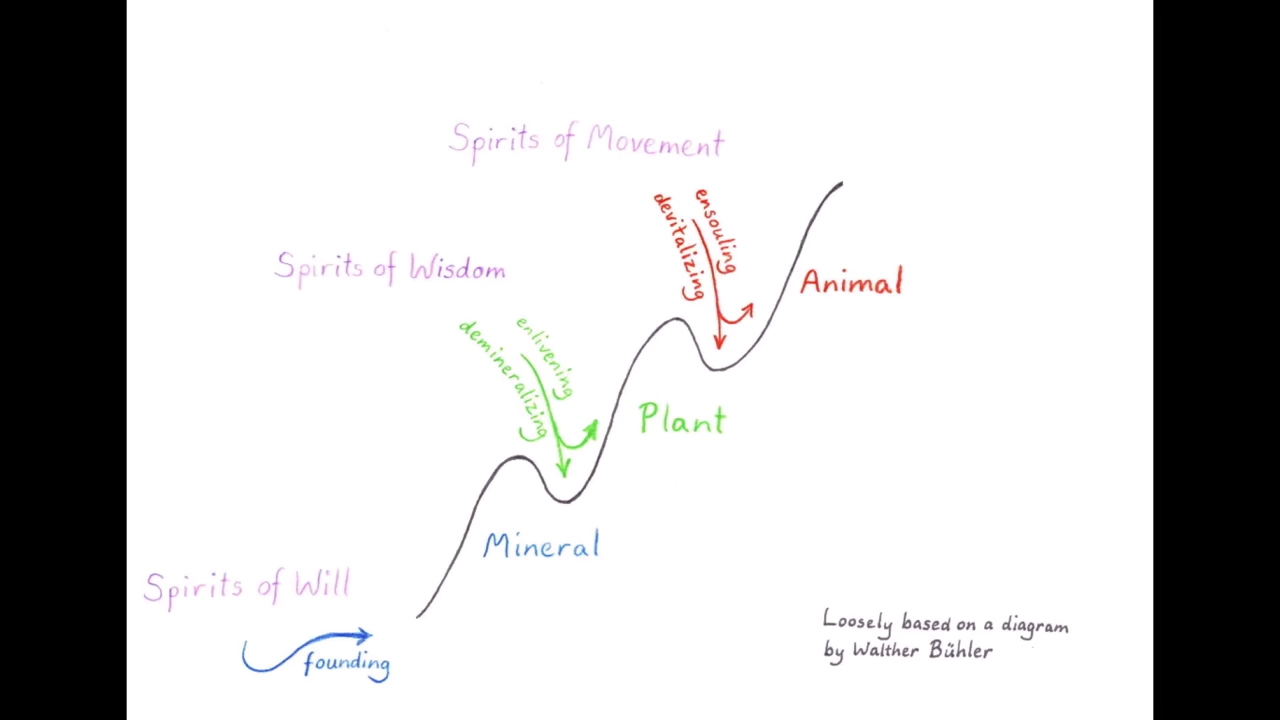 Spirits of Movement
ensouling
devitalizing
Spirits of Wisdom
Animal
enlivening
demineralizing
Plant
Mineral
Spirits of Will
founding
Loosely based on a diagram
by Walther Bühler